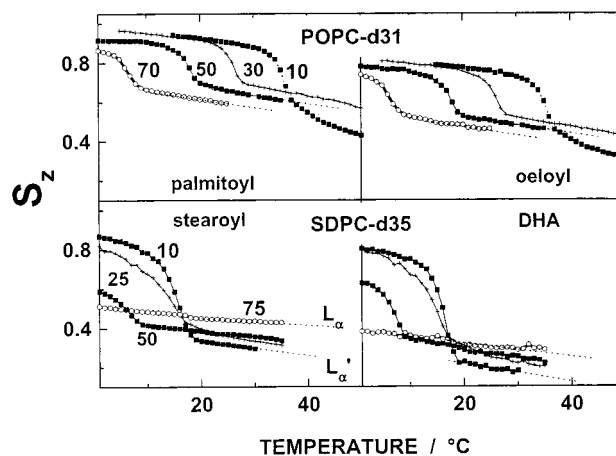 POPC-d31
0.8
70
50
30
10
0.4
palmitoyl
oeloyl
S_z
stearoyl
SDPC-d35
DHA
0.8
10
25
75
L_α
0.4
50
L_α'
0 20 40
20 40
TEMPERATURE / °C